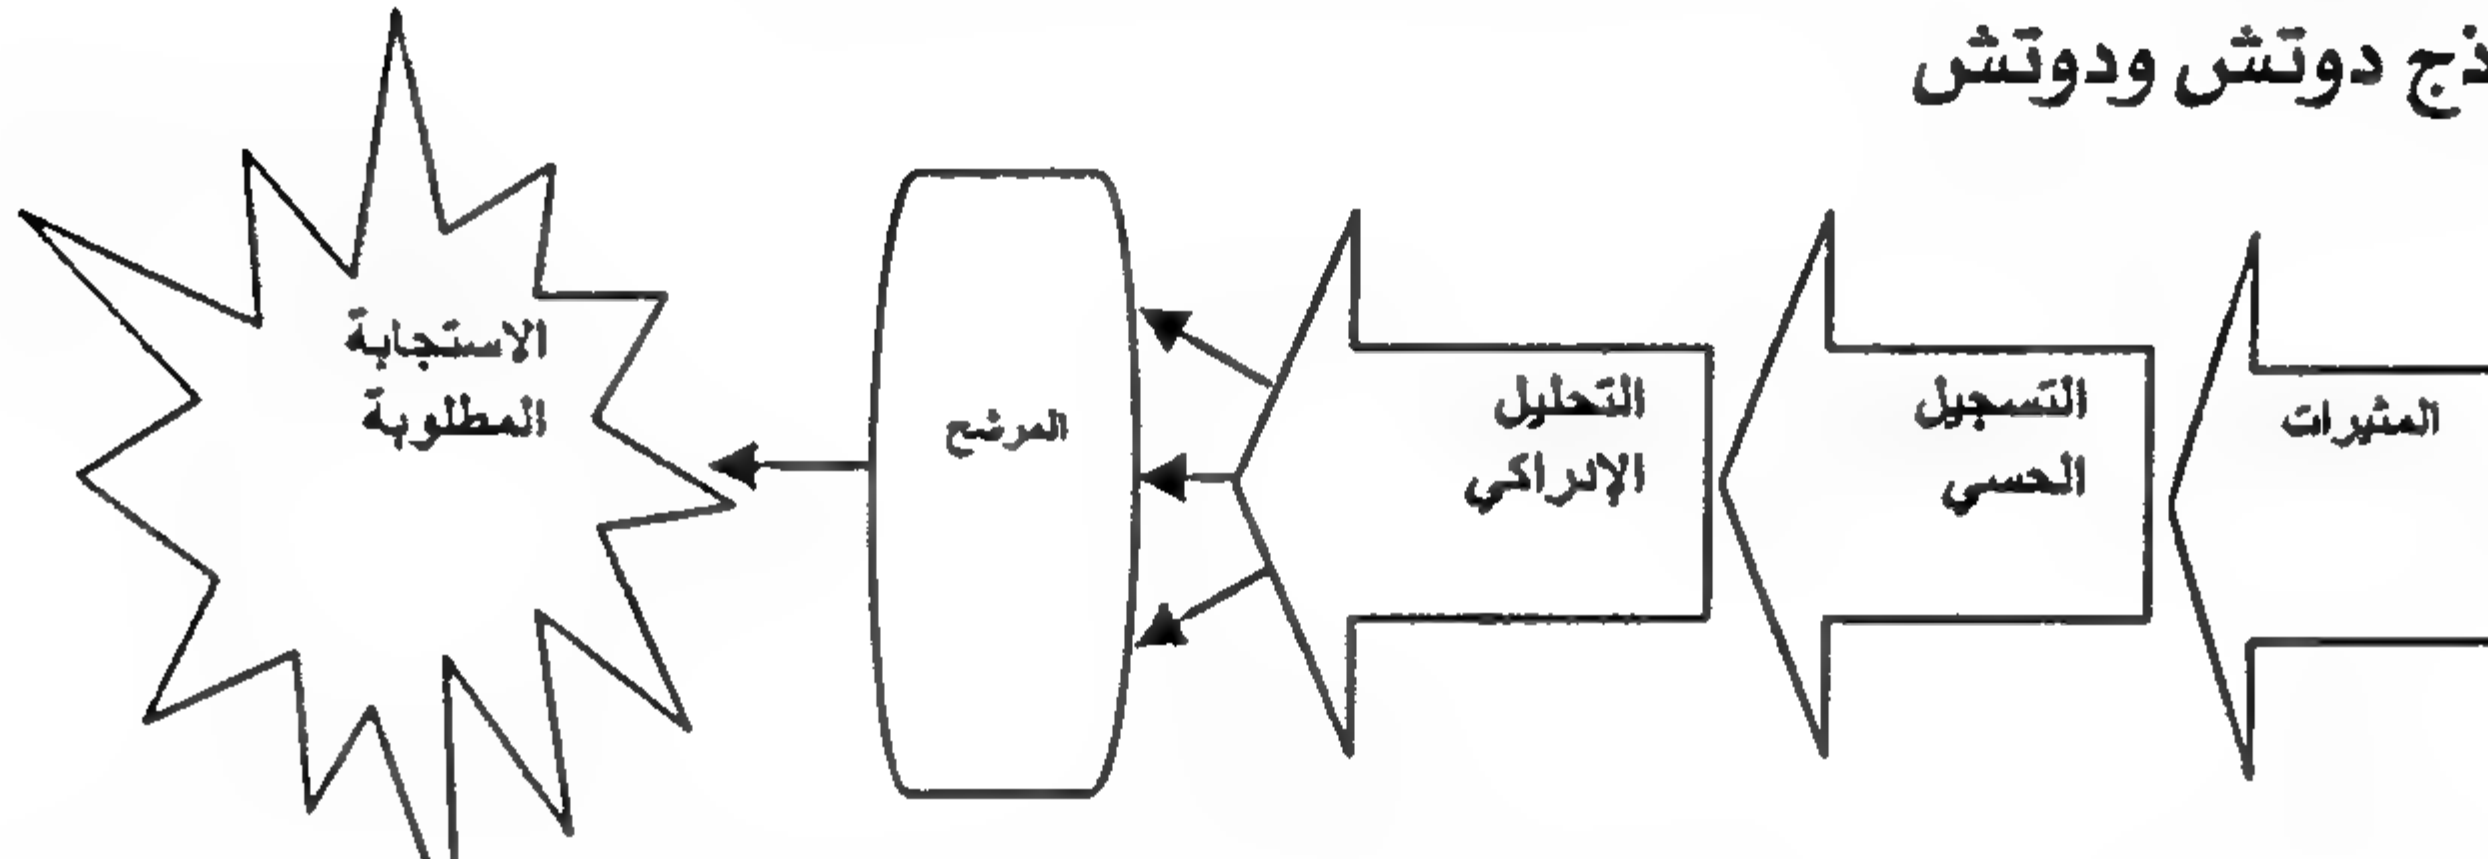 ذج دوتش ودوتش
المثيرات
التسجيل
الحسي
التحليل
الإدراكي
المرشح
الاستجابة
المطلوبة